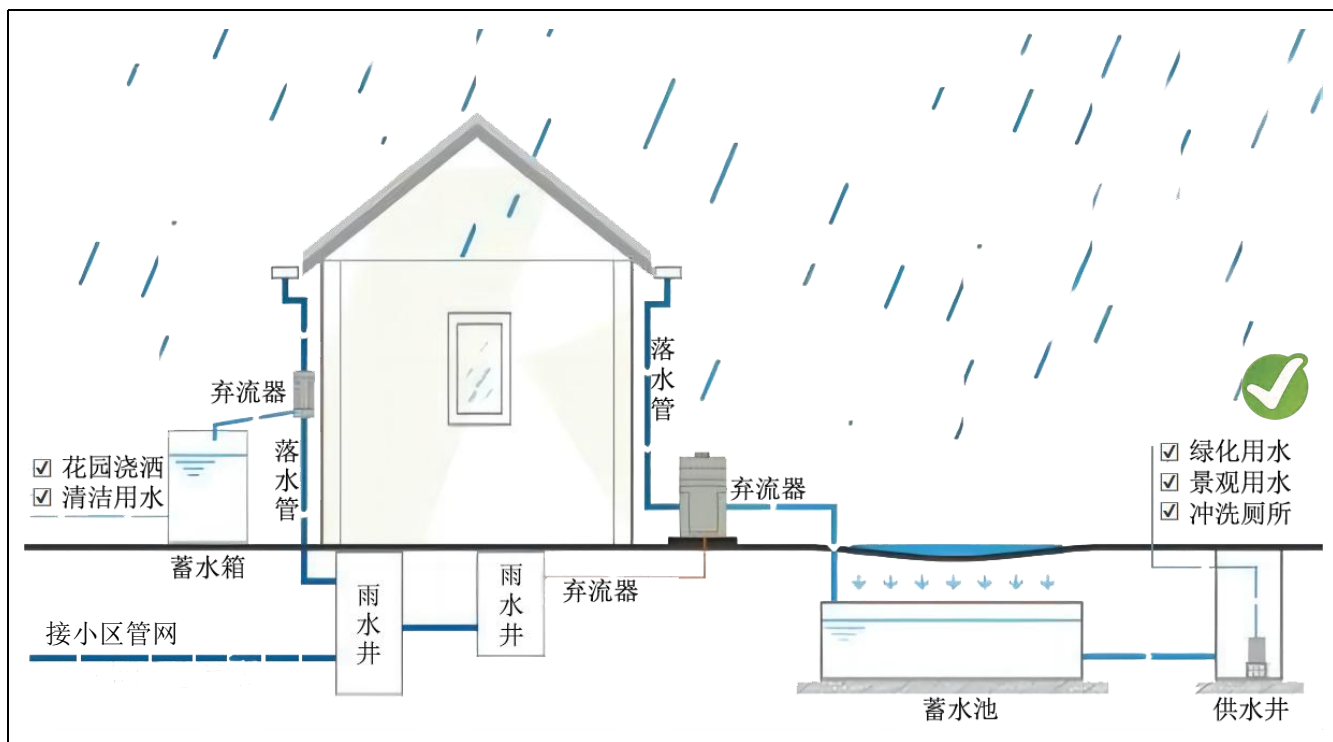 落水管
弃流器
花园浇洒
清洁用水
落水管
弃流器
绿化用水
景观用水
冲洗厕所
蓄水箱
雨水井
雨水井
弃流器
接小区管网
蓄水池
供水井